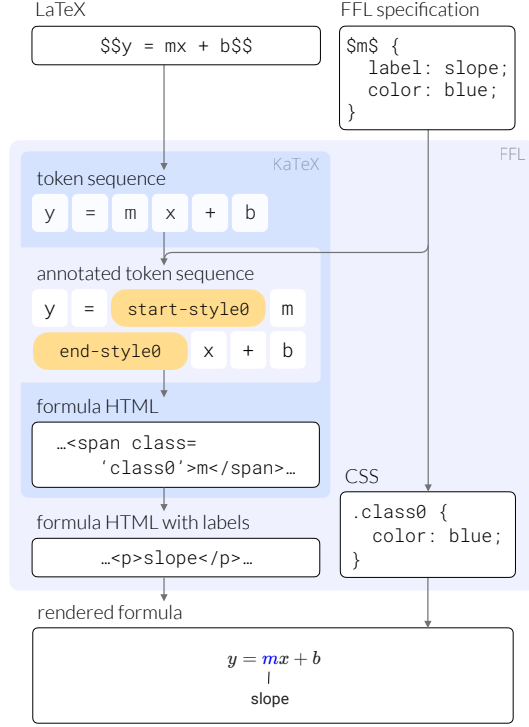 LaTeX
$$y = mx + b$$
FFL specification
$m$ {
label: slope;
color: blue;
}
FFL
KaTeX
token sequence
y = m x + b
annotated token sequence
y = start-style0 m
end-style0 x + b
formula HTML
…<span class=
‘class0’>m</span>…
formula HTML with labels
…<p>slope</p>…
CSS
.class0 {
color: blue;
}
rendered formula
y = mx + b
slope